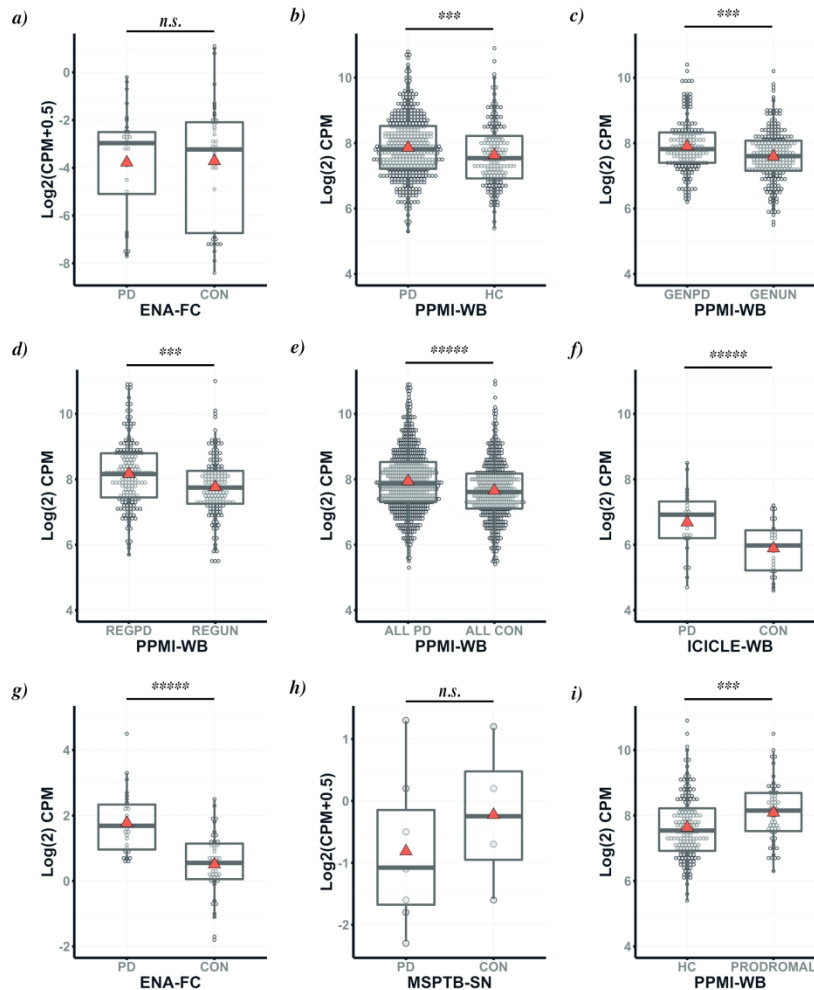 a) n.s. b) *** c) ***
0 10 10
-2 8 8
-4 6 6
-6 4 4
-8
Log2(CPM+0.5) Log(2) CPM Log(2) CPM
PD CON PD HC GENPD GENUN
ENA-FC PPMI-WB PPMI-WB
d) *** e) ***** f) *****
10 10 10
8 8 8
6 6 6
4 4 4
Log(2) CPM Log(2) CPM Log(2) CPM
REGPD REGUN ALL PD ALL CON PD CON
PPMI-WB PPMI-WB ICICLE-WB
g) ***** h) n.s. i) ***
4 1 10
2 -0 8
0 -1 6
-2 -2 4
Log(2) CPM Log2(CPM+0.5) Log(2) CPM
PD CON PD CON HC PRODROMAL
ENA-FC MSPTB-SN PPMI-WB